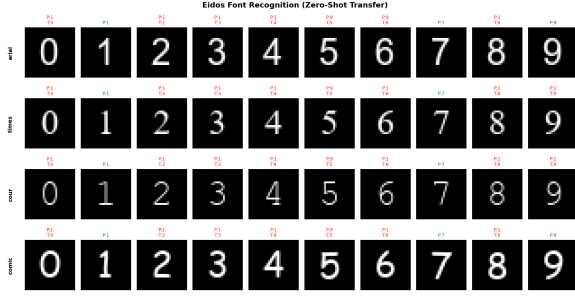 Eidos Font Recognition (Zero-Shot Transfer)
P:1 P:1 P:1 P:1 P:9 P:9 P:1
T:0 P:1 T:2 T:3 T:4 T:5 T:6 P:7 T:8 P:9
arial 0 1 2 3 4 5 6 7 8 9
P:1 P:1 P:1 P:1 P:9 P:1 P:1 P:1
T:0 P:1 T:2 T:3 T:4 T:5 T:6 P:7 T:8 T:9
times 0 1 2 3 4 5 6 7 8 9
P:1 P:1 P:1 P:1 P:9 P:1 P:1 P:1
T:0 P:1 T:2 T:3 T:4 T:5 T:6 P:7 T:8 T:9
cour 0 1 2 3 4 5 6 7 8 9
P:1 P:1 P:1 P:1 P:9 P:1 P:1
T:0 P:1 T:2 T:3 T:4 T:5 T:6 P:7 T:8 P:9
comic 0 1 2 3 4 5 6 7 8 9